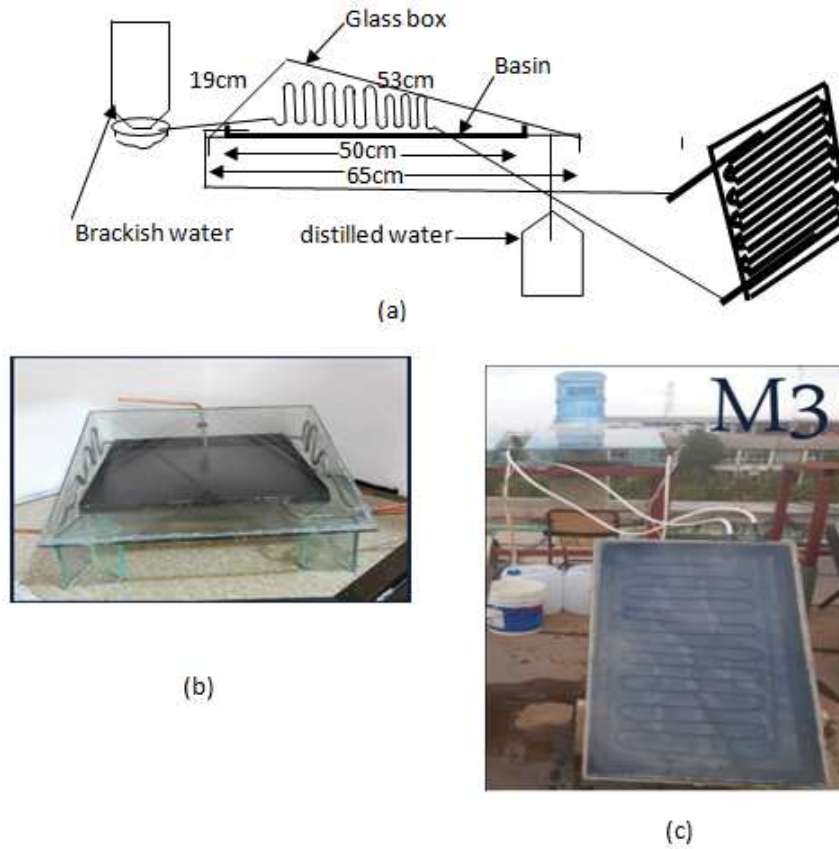 Glass box
19cm
53cm
Basin
50cm
65cm
Brackish water
distilled water
(a)
M3
(b)
(c)